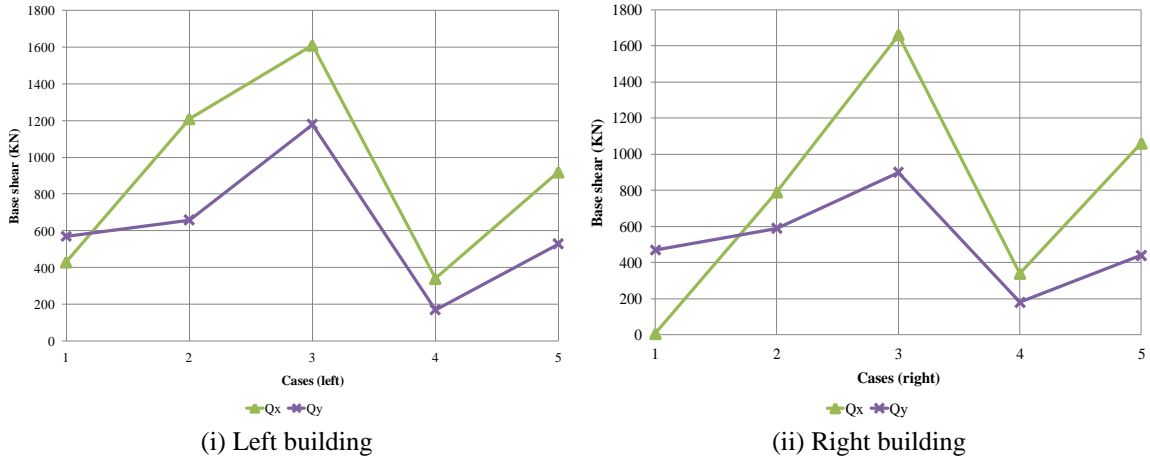 1800
1600
1400
1200
1000
800
600
400
200
0
Base shear (KN)
1 2 3 4 5
Cases (left)
Qx Qy
(i) Left building
1800
1600
1400
1200
1000
800
600
400
200
0
Base shear (KN)
1 2 3 4 5
Cases (right)
Qx Qy
(ii) Right building